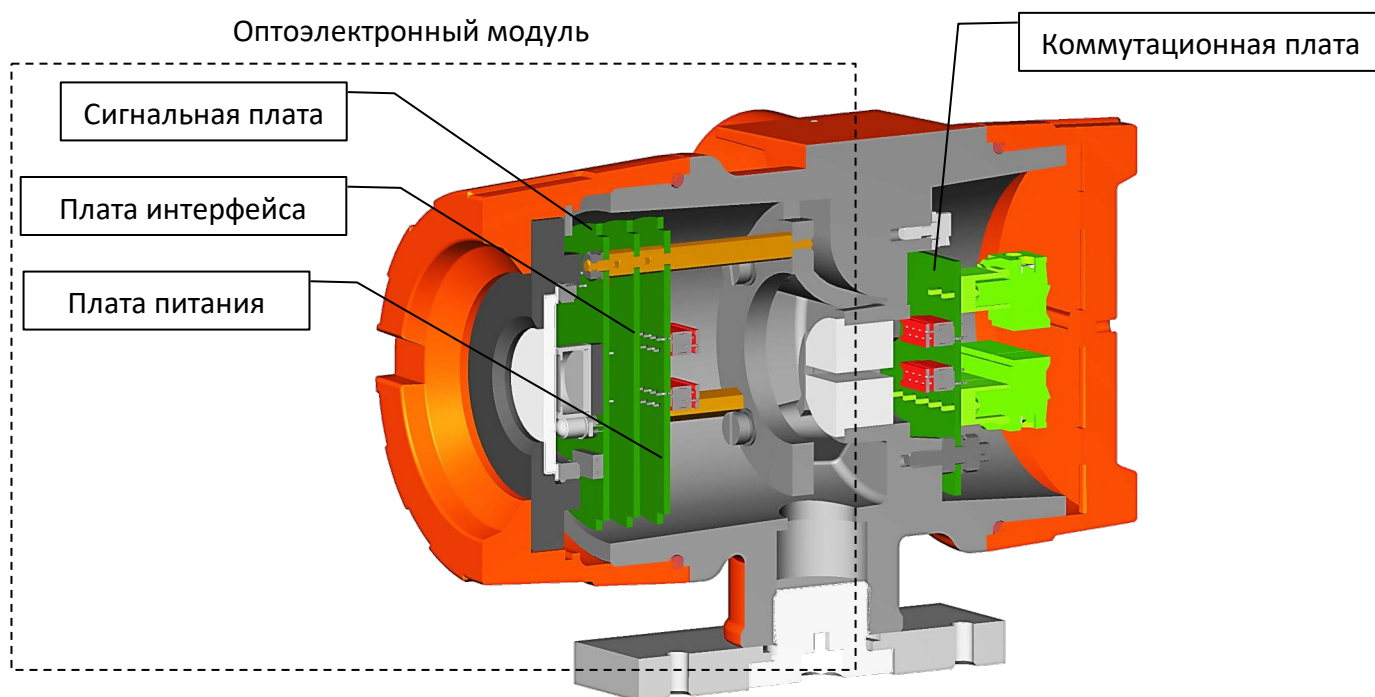 Оптоэлектронный модуль
Коммутационная плата
Сигнальная плата
Плата интерфейса
Плата питания